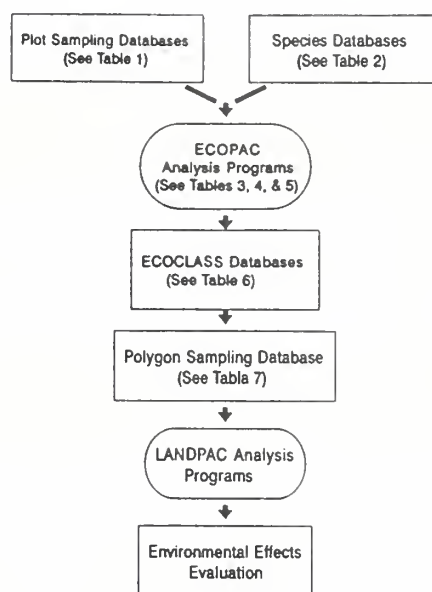 Plot Sampling Databases
(See Table 1)
Species Databases
(See Table 2)
ECOPAC
Analysis Programs
(See Tables 3, 4, & 5)
ECOCLASS Databases
(See Table 6)
Polygon Sampling Database
(See Tabla 7)
LANDPAC Analysis
Programs
Environmental Effects
Evaluation